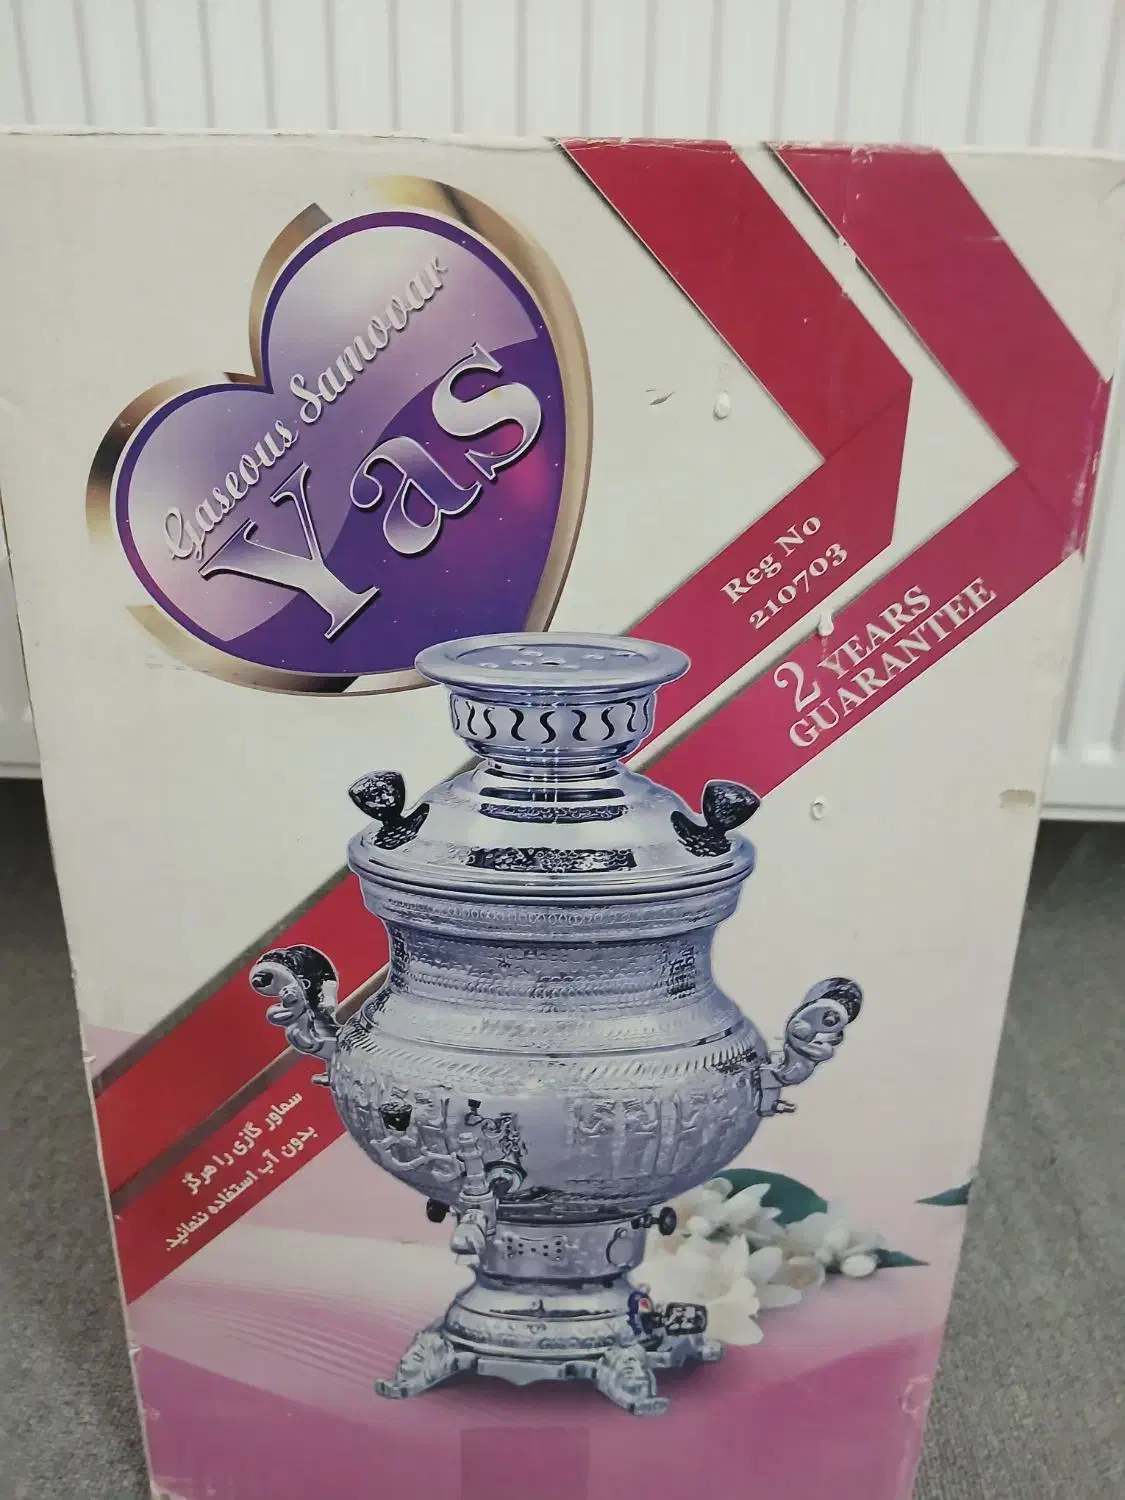 Gaseous Samovar
Yas
Reg No
210703
2 YEARS
GUARANTEE
سماور گازی را هرگز
بدون آب استفاده ننمائید.